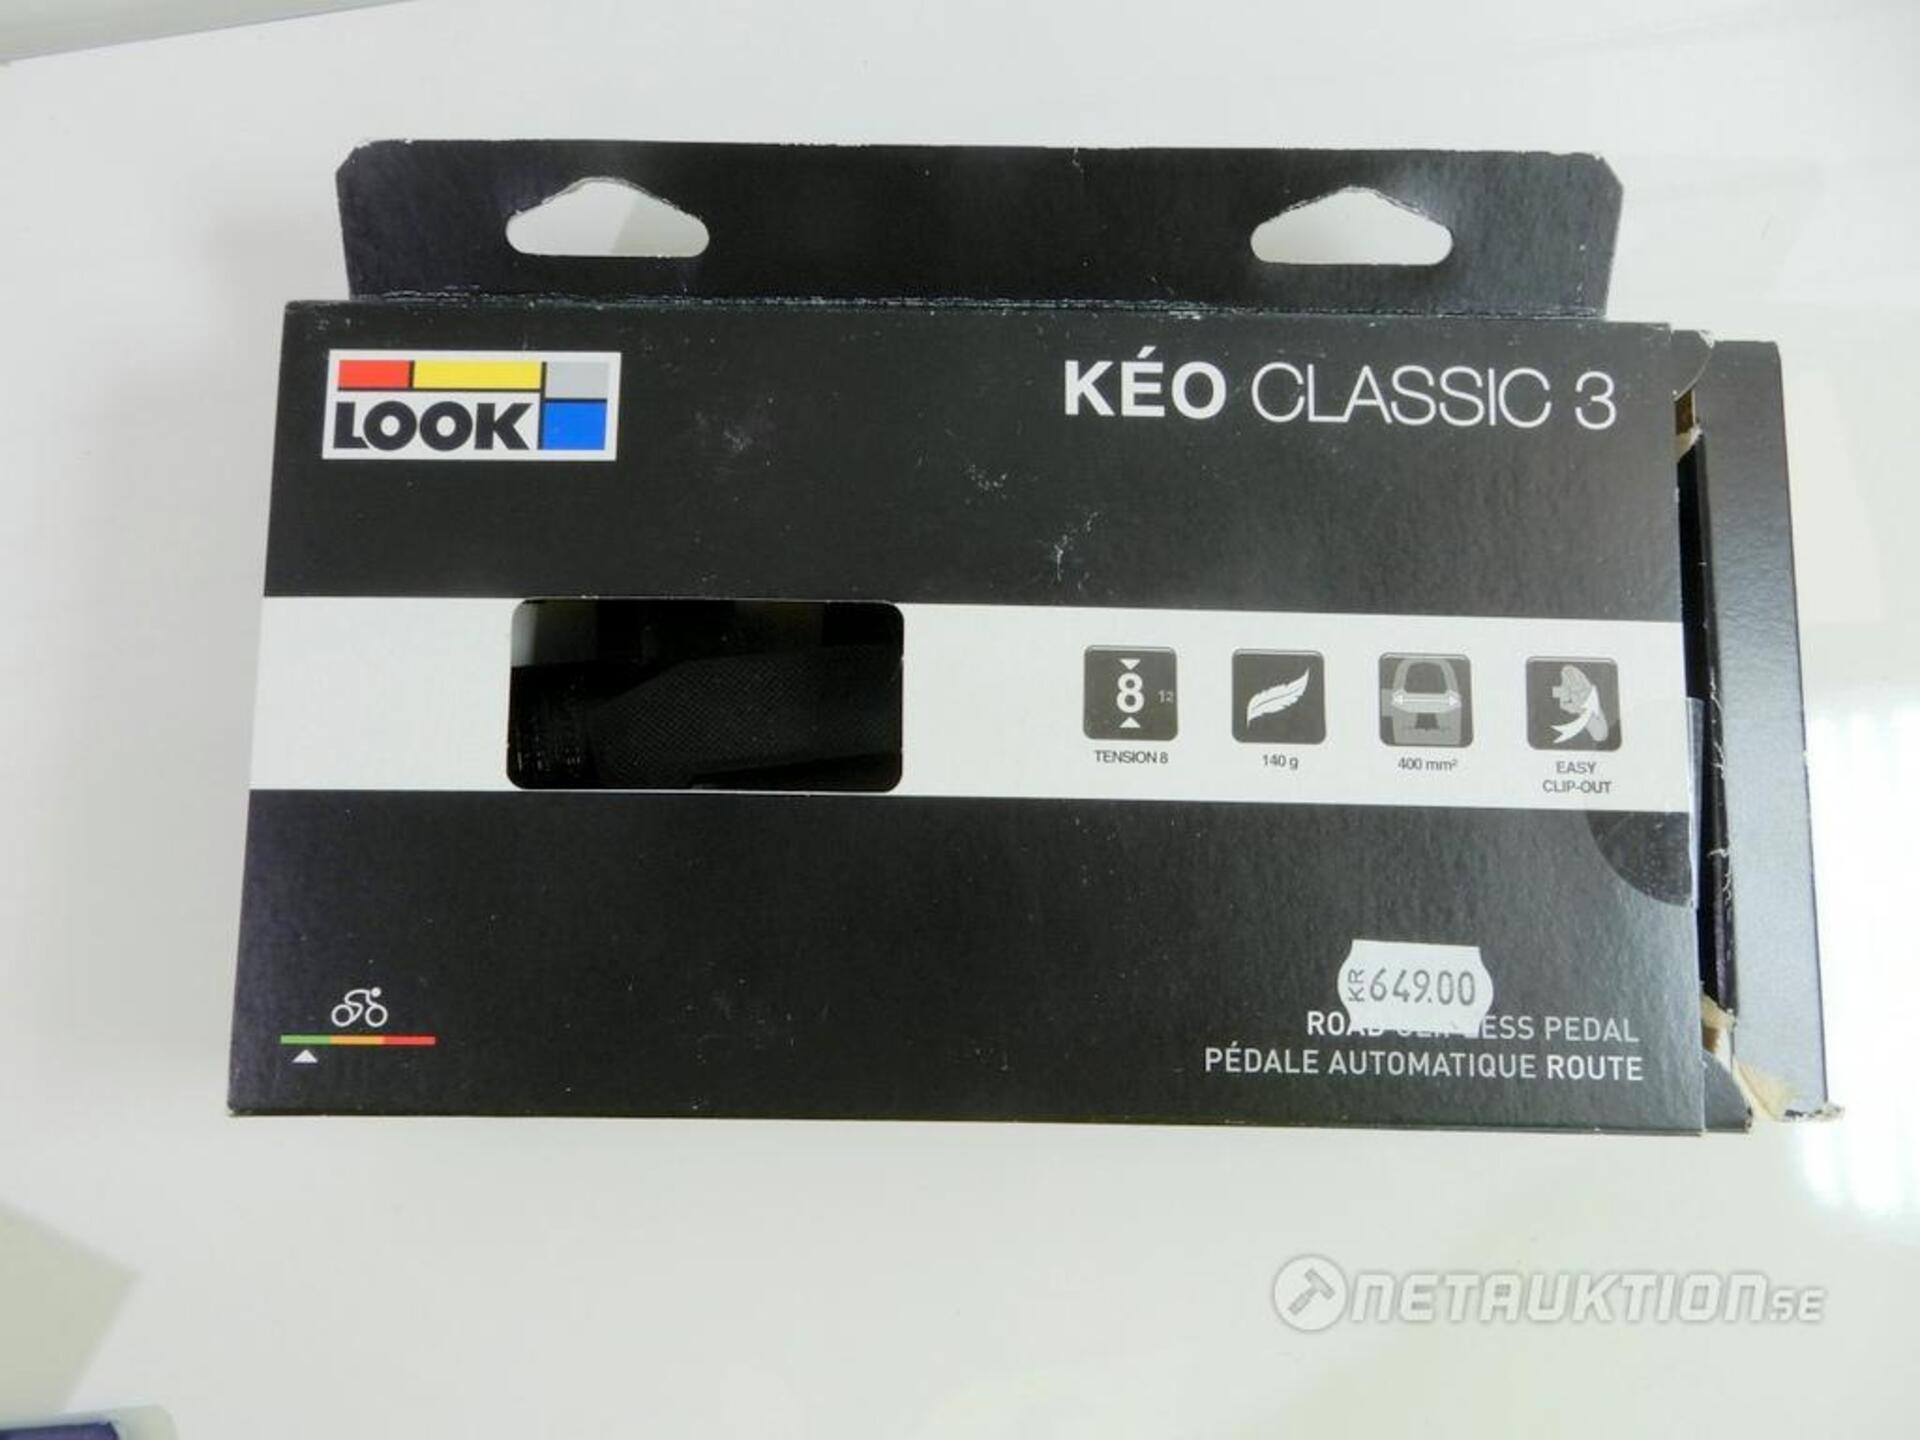 LOOK
KÉO CLASSIC 3
8 12
TENSION 8
140 g
400 mm²
EASY
CLIP-OUT
KR 649.00
ROAD CLIPLESS PEDAL
PÉDALE AUTOMATIQUE ROUTE
NETAUKTION.SE